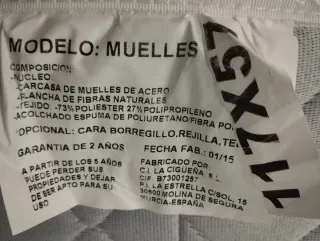 MODELO: MUELLES
COMPOSICION
-NUCLEO:
-CARCASA DE MUELLES DE ACERO
-PLANCHA DE FIBRAS NATURALES
-TEJIDO: -73% POLIESTER 27% POLIPROPILENO
-ACOLCHADO ESPUMA DE POLIURETANO/FIBRA
*OPCIONAL: CARA BORREGILLO,REJILLA,
GARANTIA DE 2 AÑOS
FECHA FAB.: 01/15
A PARTIR DE LOS 5 AÑOS
PUEDE PERDER SUS
PROPIEDADES Y DEJAR
DE SER APTO PARA SU
USO
FABRICADO POR
C.J. LA CIGUEÑA, S.L.
CIF B73001257
P.I. LA ESTRELLA C/SOL, 15
30500 MOLINA DE SEGURA
MURCIA-ESPAÑA
117X57